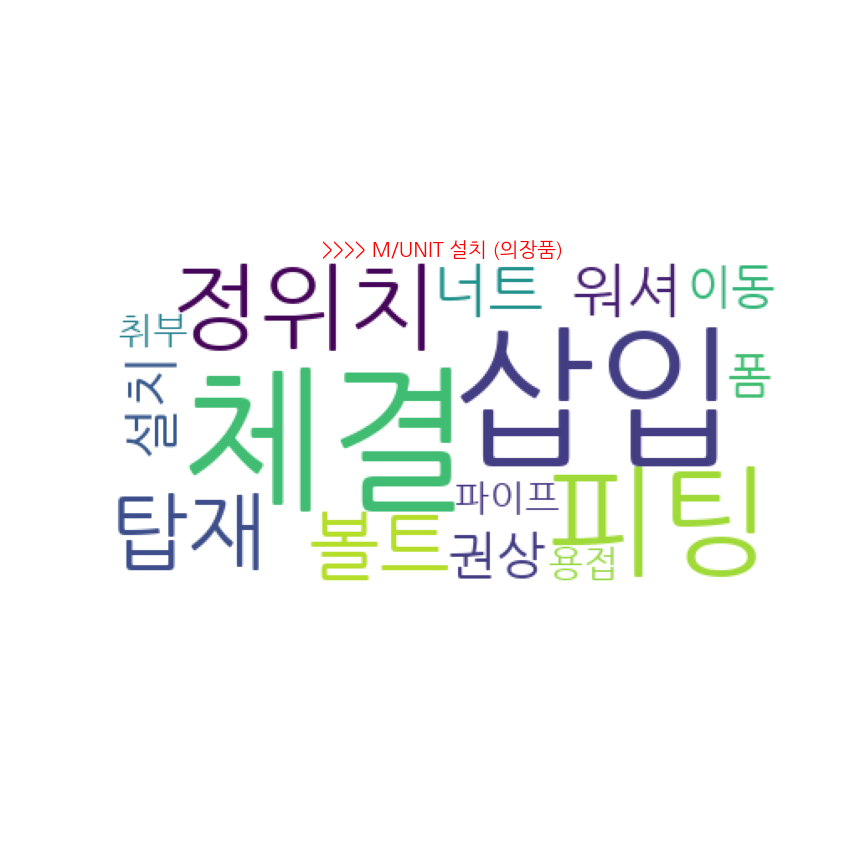 >>>> M/UNIT 설치 (의장품)
정위치
너트
워셔
이동
취부
삽입
폼
설치
체결
탑재
볼트
파이프
피팅
권상
용접